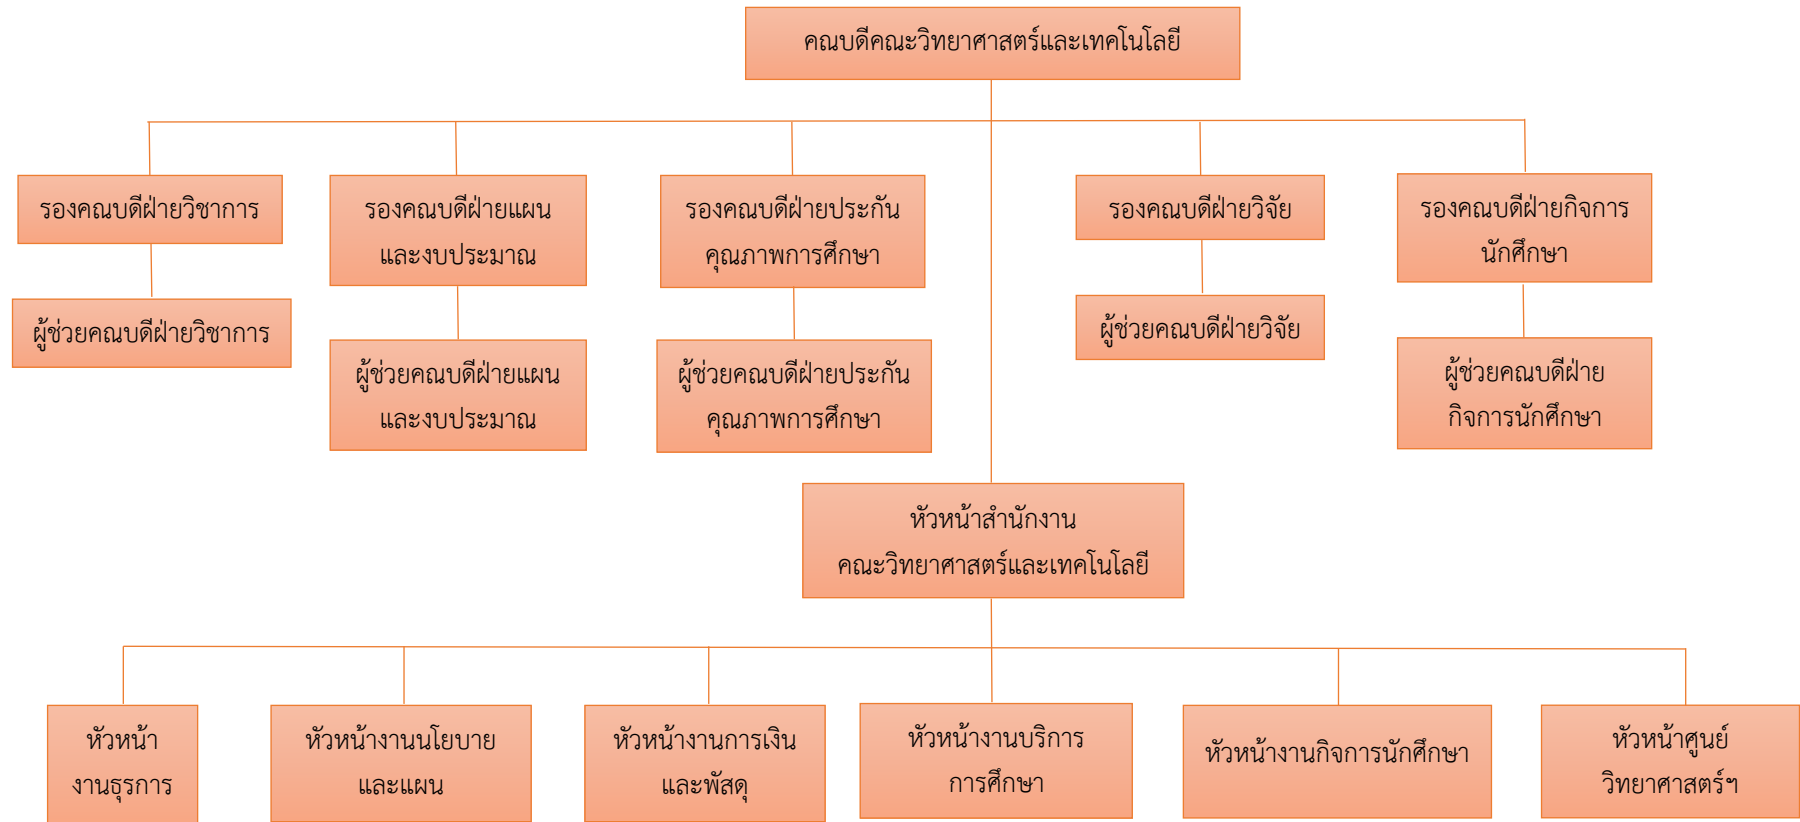 คณบดีคณะวิทยาศาสตร์และเทคโนโลยี
รองคณบดีฝ่ายวิชาการ
รองคณบดีฝ่ายแผน
และงบประมาณ
รองคณบดีฝ่ายประกัน
คุณภาพการศึกษา
รองคณบดีฝ่ายวิจัย
รองคณบดีฝ่ายกิจการ
นักศึกษา
ผู้ช่วยคณบดีฝ่ายวิชาการ
ผู้ช่วยคณบดีฝ่ายแผน
และงบประมาณ
ผู้ช่วยคณบดีฝ่ายประกัน
คุณภาพการศึกษา
ผู้ช่วยคณบดีฝ่ายวิจัย
ผู้ช่วยคณบดีฝ่าย
กิจการนักศึกษา
หัวหน้าสำนักงาน
คณะวิทยาศาสตร์และเทคโนโลยี
หัวหน้า
งานธุรการ
หัวหน้างานนโยบาย
และแผน
หัวหน้างานการเงิน
และพัสดุ
หัวหน้างานบริการ
การศึกษา
หัวหน้างานกิจการนักศึกษา
หัวหน้าศูนย์
วิทยาศาสตร์ฯ